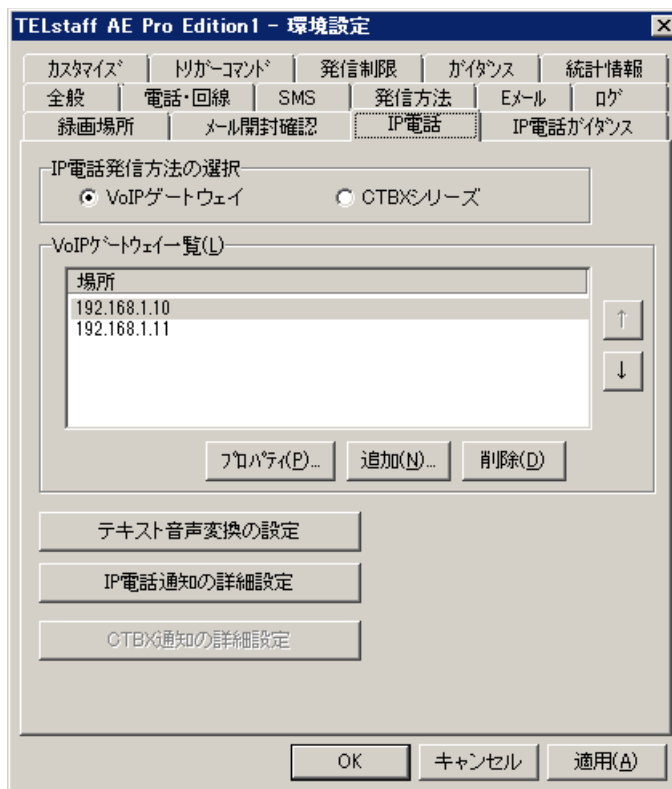 TELstaff AE Pro Edition1 - 環境設定
ｶｽﾀﾏｲｽﾞ ﾄﾘｶﾞｰｺﾏﾝﾄﾞ 発信制限 ｶﾞｲﾀﾞﾝｽ 統計情報
全般 電話・回線 SMS 発信方法 Eﾒｰﾙ ﾛｸﾞ
録画場所 ﾒｰﾙ開封確認 IP電話 IP電話ｶﾞｲﾀﾞﾝｽ
IP電話発信方法の選択
VoIPゲートウェイ CTBXシリーズ
VoIPｹﾞｰﾄｳｪｲ一覧(L)
場所
192.168.1.10
192.168.1.11
↑
↓
ﾌﾟﾛﾊﾟﾃｨ(P)... 追加(N)... 削除(D)
テキスト音声変換の設定
IP電話通知の詳細設定
CTBX通知の詳細設定
OK キャンセル 適用(A)